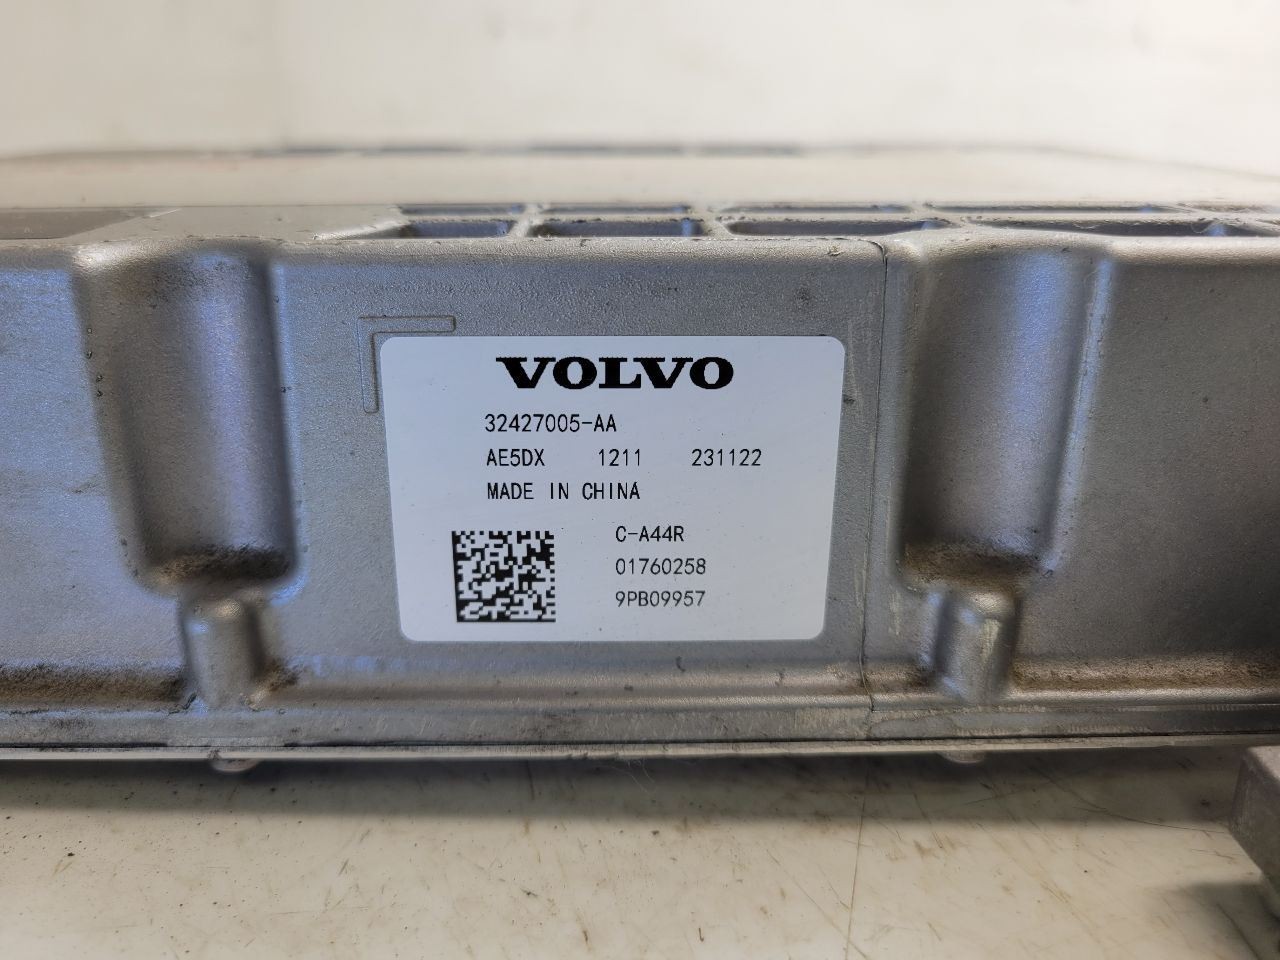 VOLVO
32427005-AA
AE5DX 1211 231122
MADE IN CHINA
C-A44R
01760258
9PB09957